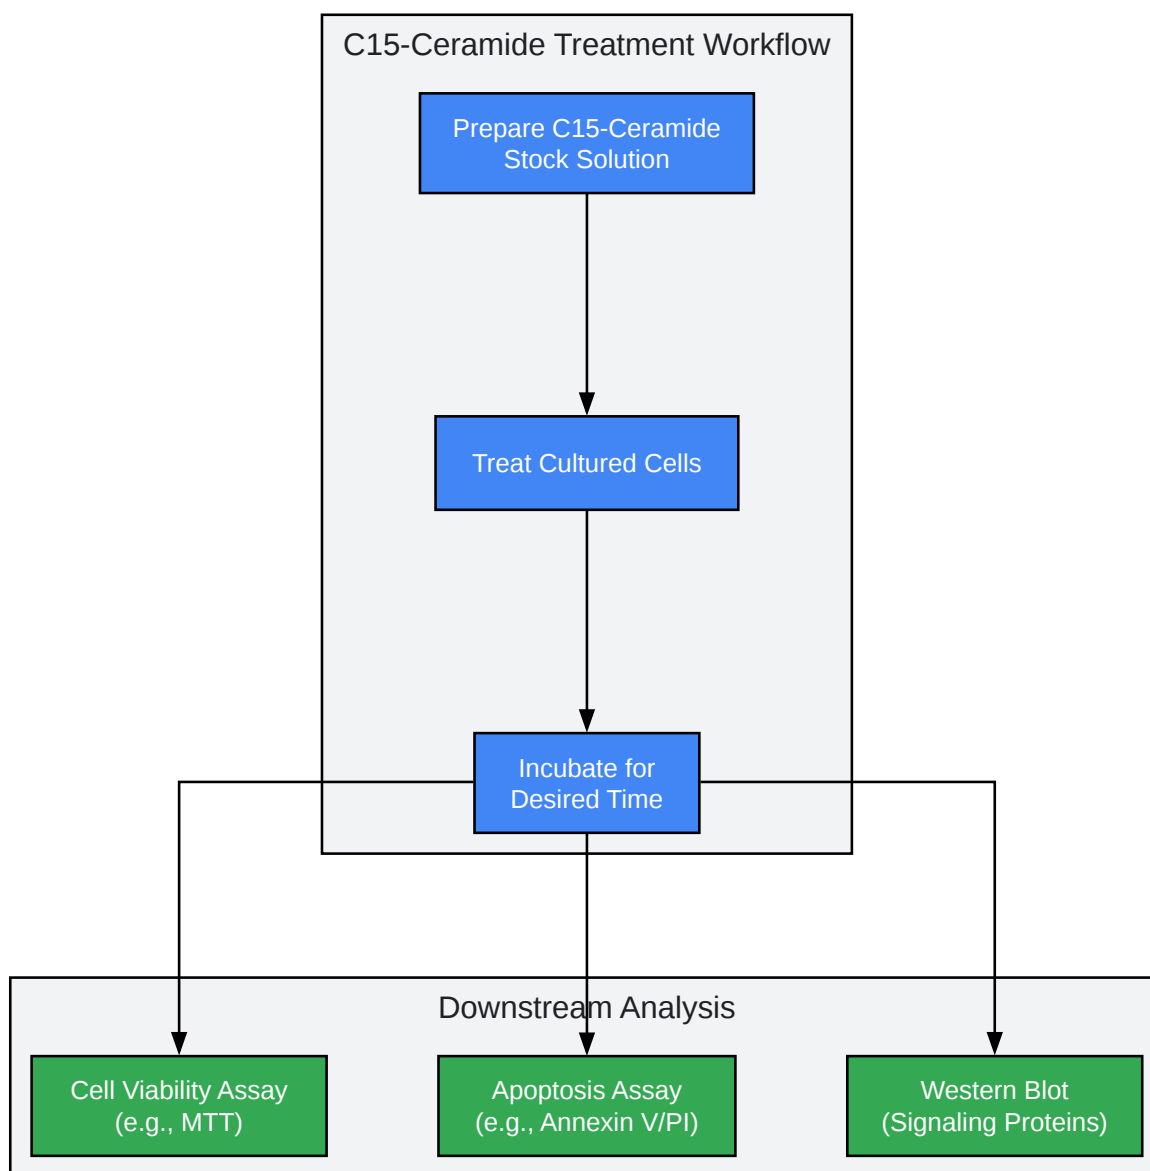 C15-Ceramide Treatment Workflow
Prepare C15-Ceramide
Stock Solution
Treat Cultured Cells
Incubate for
Desired Time
Downstream Analysis
Cell Viability Assay
(e.g., MTT)
Apoptosis Assay
(e.g., Annexin V/PI)
Western Blot
(Signaling Proteins)